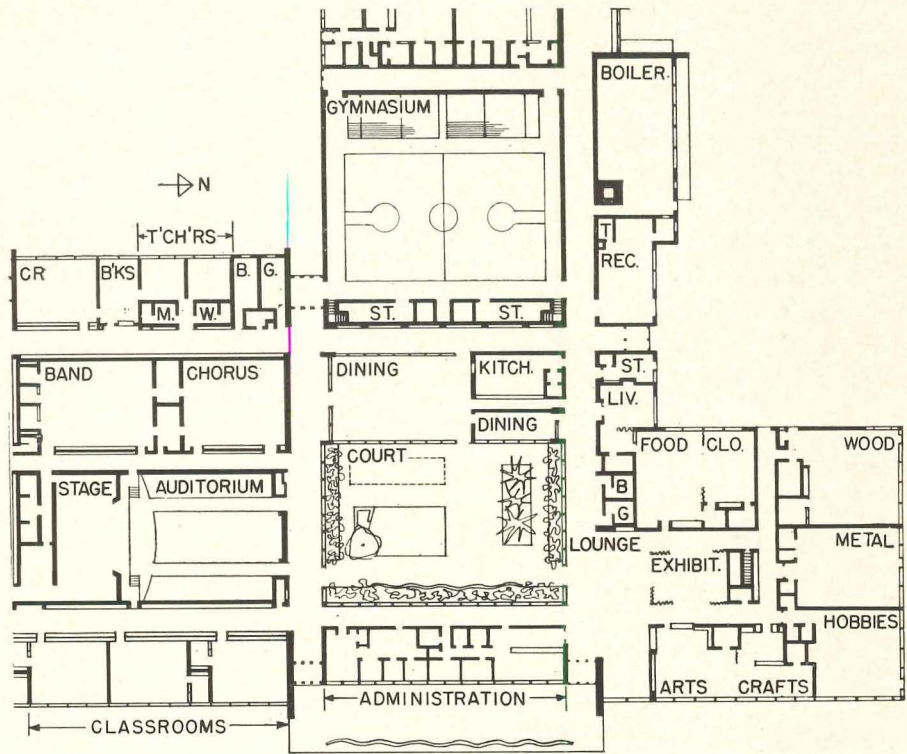 BOILER.
GYMNASIUM
N
T'CH'RS
T
CR
B'KS
B.
G.
REC.
M.
W.
ST.
ST.
BAND
CHORUS
DINING
KITCH.
ST.
LIV.
DINING
FOOD
CLO.
WOOD
COURT
STAGE
AUDITORIUM
B
G
LOUNGE
METAL
EXHIBIT.
HOBBIES
ARTS
CRAFTS
ADMINISTRATION
CLASSROOMS